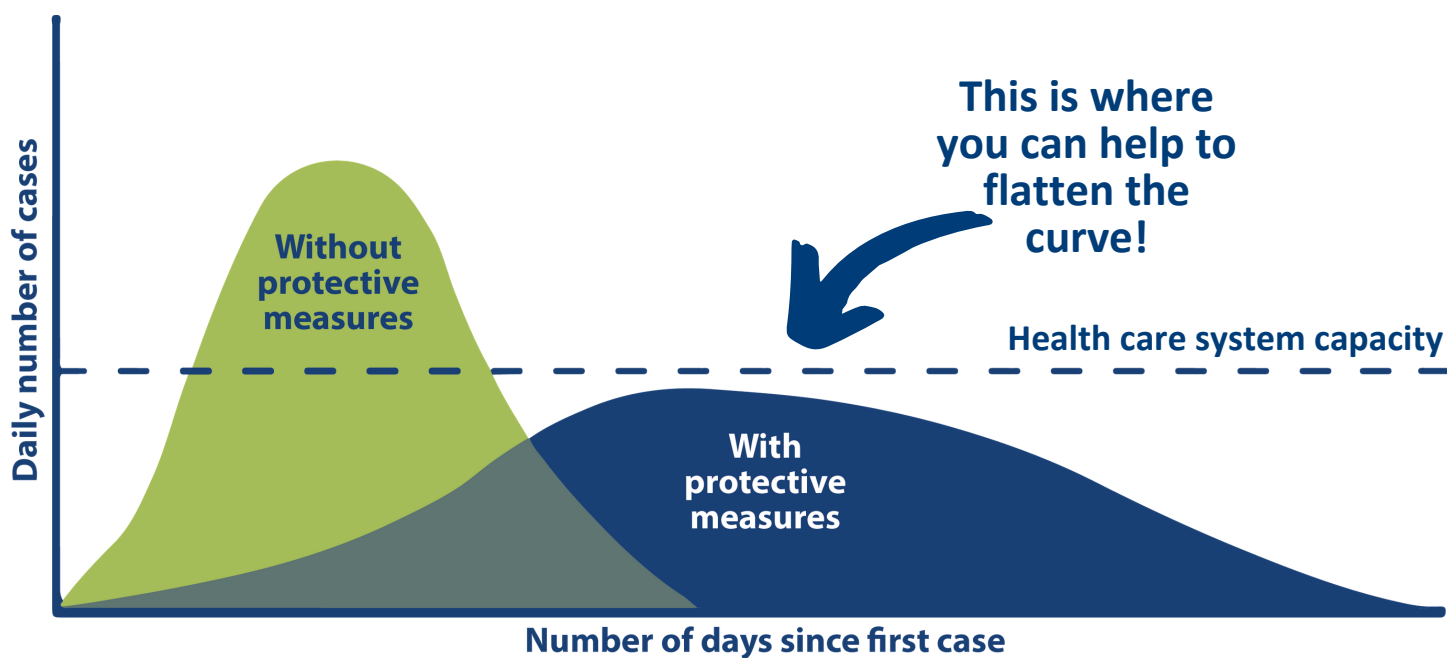 This is where
you can help to
flatten the
curve!
Daily number of cases
Without
protective
measures
Health care system capacity
With
protective
measures
Number of days since first case